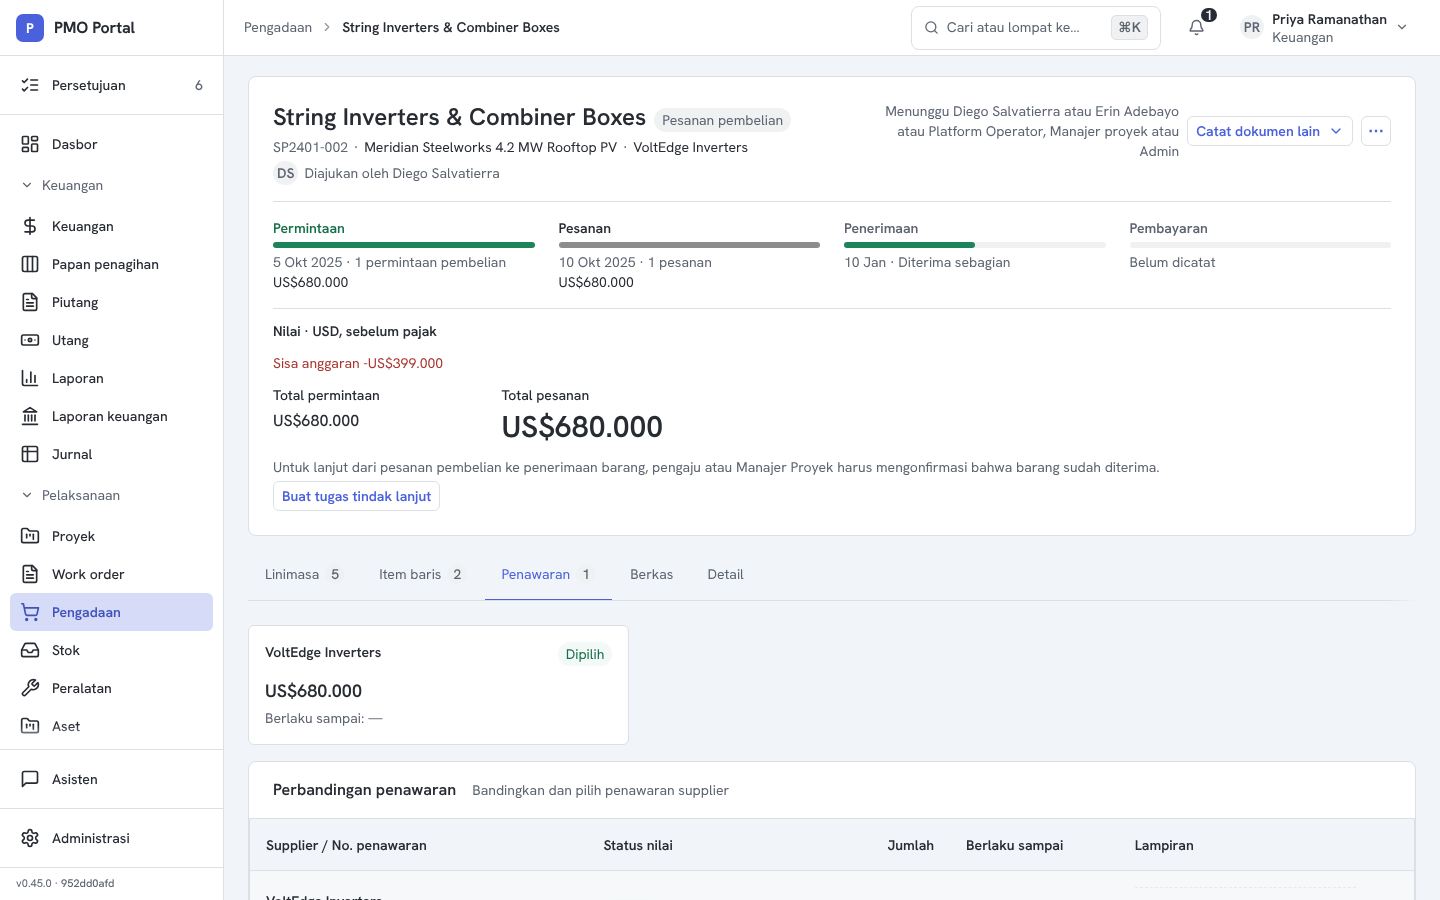 P PMO Portal
Pengadaan > String Inverters & Combiner Boxes
Cari atau lompat ke... ⌘K
1
PR Priya Ramanathan
Keuangan
Persetujuan 6
Dasbor
Keuangan
Keuangan
Papan penagihan
Piutang
Utang
Laporan
Laporan keuangan
Jurnal
Pelaksanaan
Proyek
Work order
Pengadaan
Stok
Peralatan
Aset
Asisten
Administrasi
v0.45.0 · 952dd0afd
String Inverters & Combiner Boxes Pesanan pembelian
SP2401-002 · Meridian Steelworks 4.2 MW Rooftop PV · VoltEdge Inverters
DS Diajukan oleh Diego Salvatierra
Menunggu Diego Salvatierra atau Erin Adebayo
atau Platform Operator, Manajer proyek atau
Admin
Catat dokumen lain
Permintaan
5 Okt 2025 · 1 permintaan pembelian
US$680.000
Pesanan
10 Okt 2025 · 1 pesanan
US$680.000
Penerimaan
10 Jan · Diterima sebagian
Pembayaran
Belum dicatat
Nilai · USD, sebelum pajak
Sisa anggaran -US$399.000
Total permintaan
US$680.000
Total pesanan
US$680.000
Untuk lanjut dari pesanan pembelian ke penerimaan barang, pengaju atau Manajer Proyek harus mengonfirmasi bahwa barang sudah diterima.
Buat tugas tindak lanjut
Linimasa 5
Item baris 2
Penawaran 1
Berkas
Detail
VoltEdge Inverters Dipilih
US$680.000
Berlaku sampai: —
Perbandingan penawaran Bandingkan dan pilih penawaran supplier
Supplier / No. penawaran Status nilai Jumlah Berlaku sampai Lampiran
VoltEdge Inverters